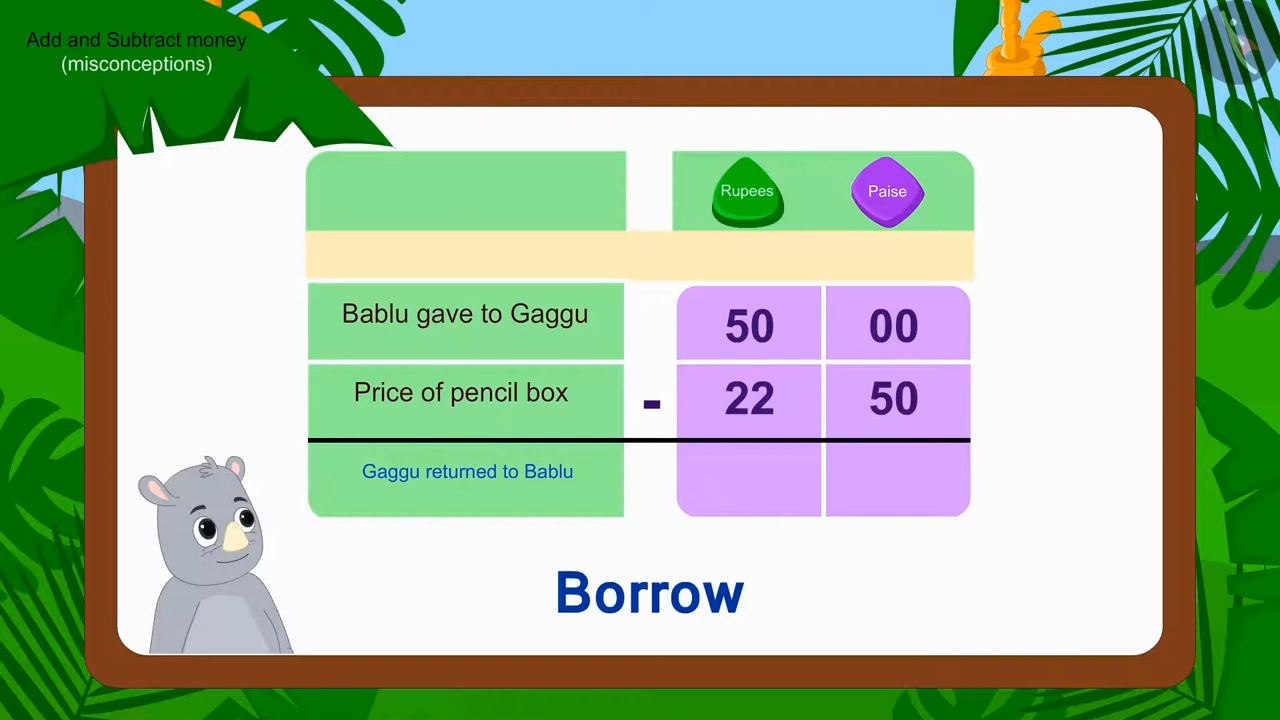 Add and Subtract money
(misconceptions)
Rupees Paise
Bablu gave to Gaggu 50 00
Price of pencil box - 22 50
Gaggu returned to Bablu
Borrow